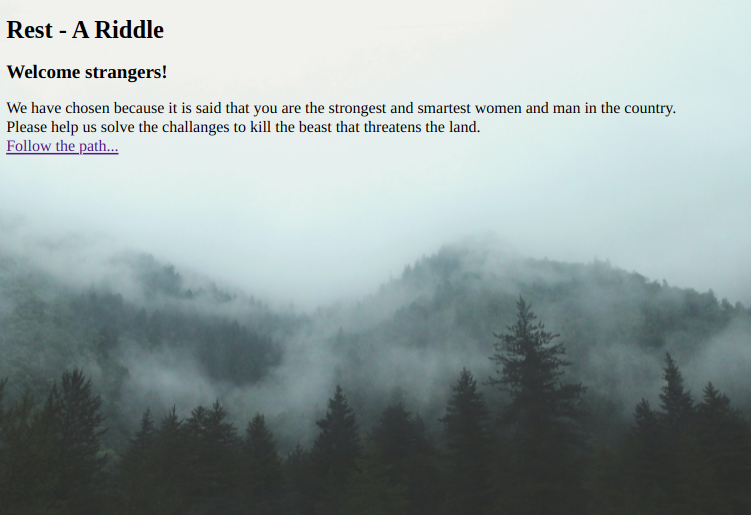 Rest - A Riddle
Welcome strangers!
We have chosen because it is said that you are the strongest and smartest women and man in the country.
Please help us solve the challanges to kill the beast that threatens the land.
Follow the path...